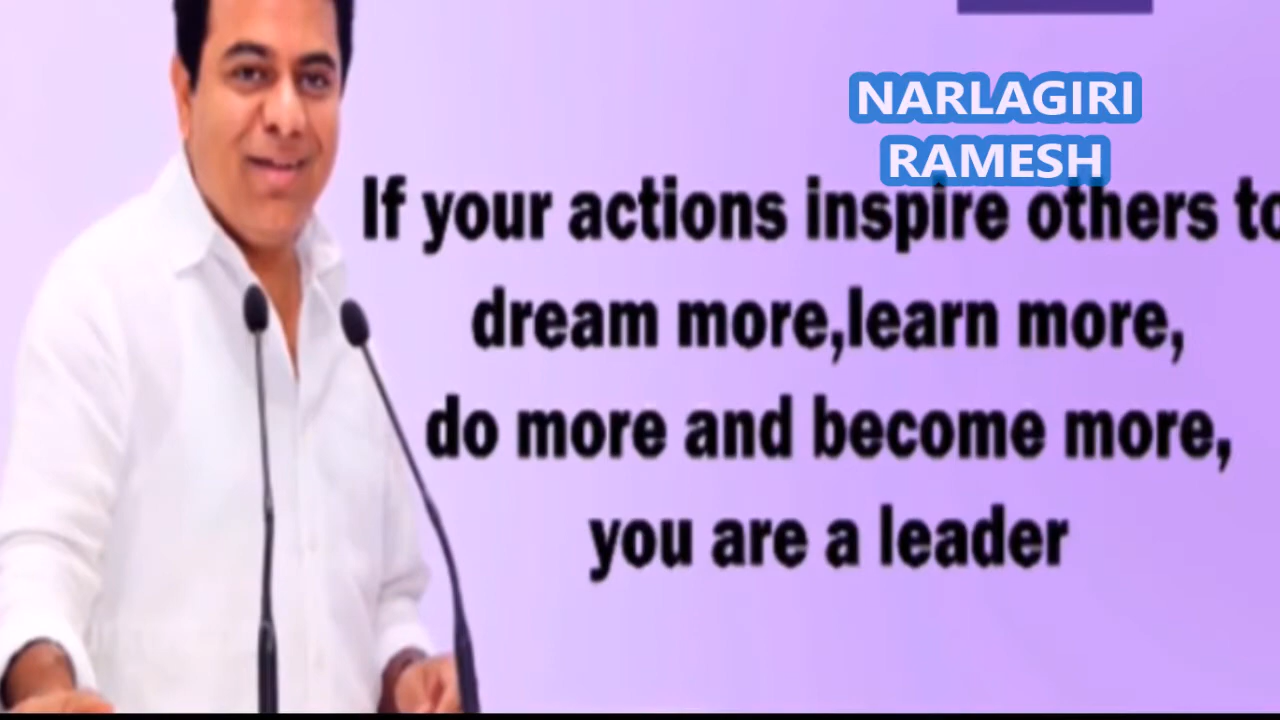 NARLAGIRI
RAMESH
If your actions inspire others to
dream more,learn more,
do more and become more,
you are a leader